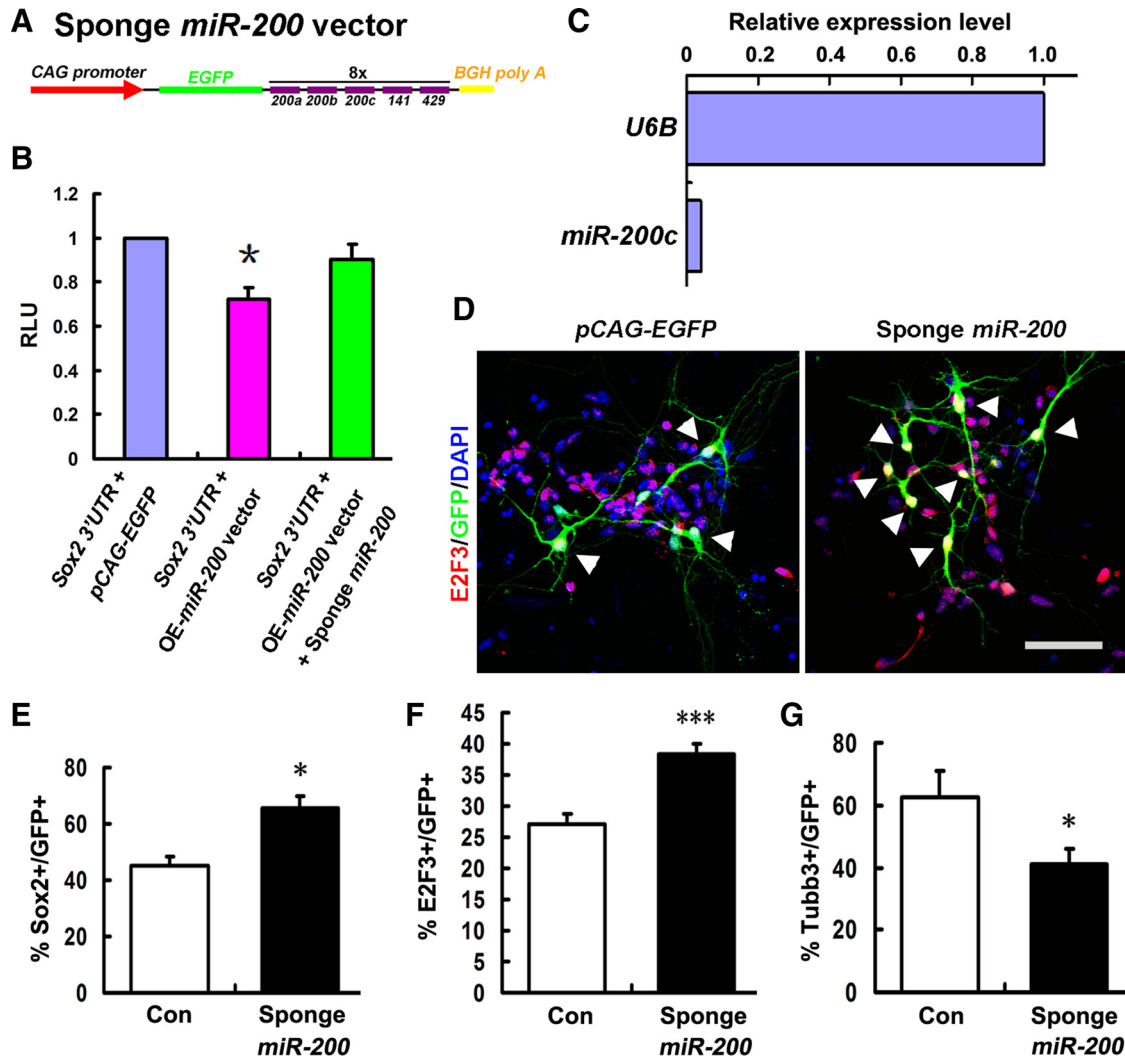 A Sponge miR-200 vector
CAG promoter EGFP 8x BGH poly A
200a 200b 200c 141 429
B
1.2
1
0.8
0.6
0.4
0.2
0
RLU
*
Sox2 3'UTR +
pCAG-EGFP
Sox2 3'UTR +
OE-miR-200 vector
Sox2 3'UTR +
OE-miR-200 vector
+ Sponge miR-200
C
Relative expression level
0 0.2 0.4 0.6 0.8 1.0
U6B
miR-200c
D
pCAG-EGFP Sponge miR-200
E2F3/GFP/DAPI
E
% Sox2+/GFP+
80
60
40
20
0
*
Con Sponge
miR-200
F
% E2F3+/GFP+
45
40
35
30
25
20
15
10
5
0
***
Con Sponge
miR-200
G
% Tubb3+/GFP+
80
60
40
20
0
*
Con Sponge
miR-200